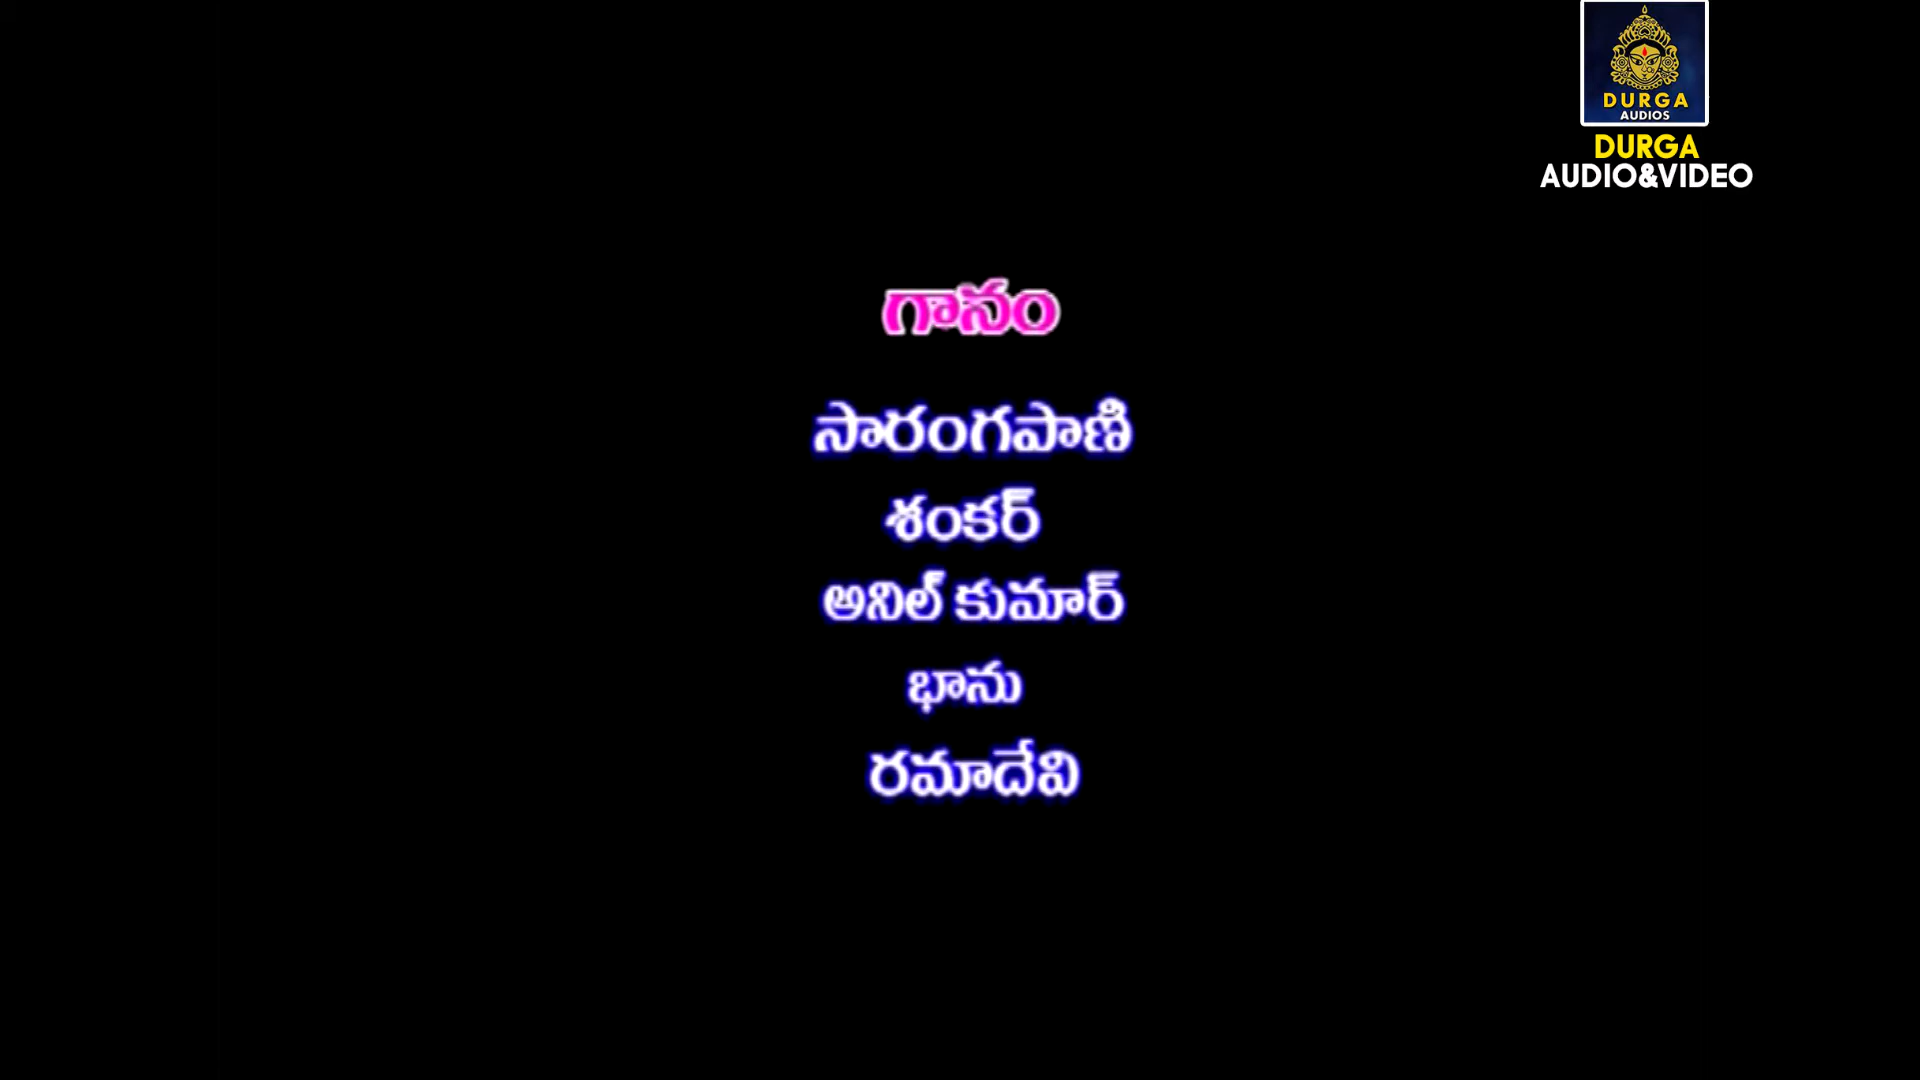 DURGA
AUDIOS
DURGA
AUDIO&VIDEO
గానం
సారంగపాణి
శంకర్
అనిల్ కుమార్
భాను
రమాదేవి